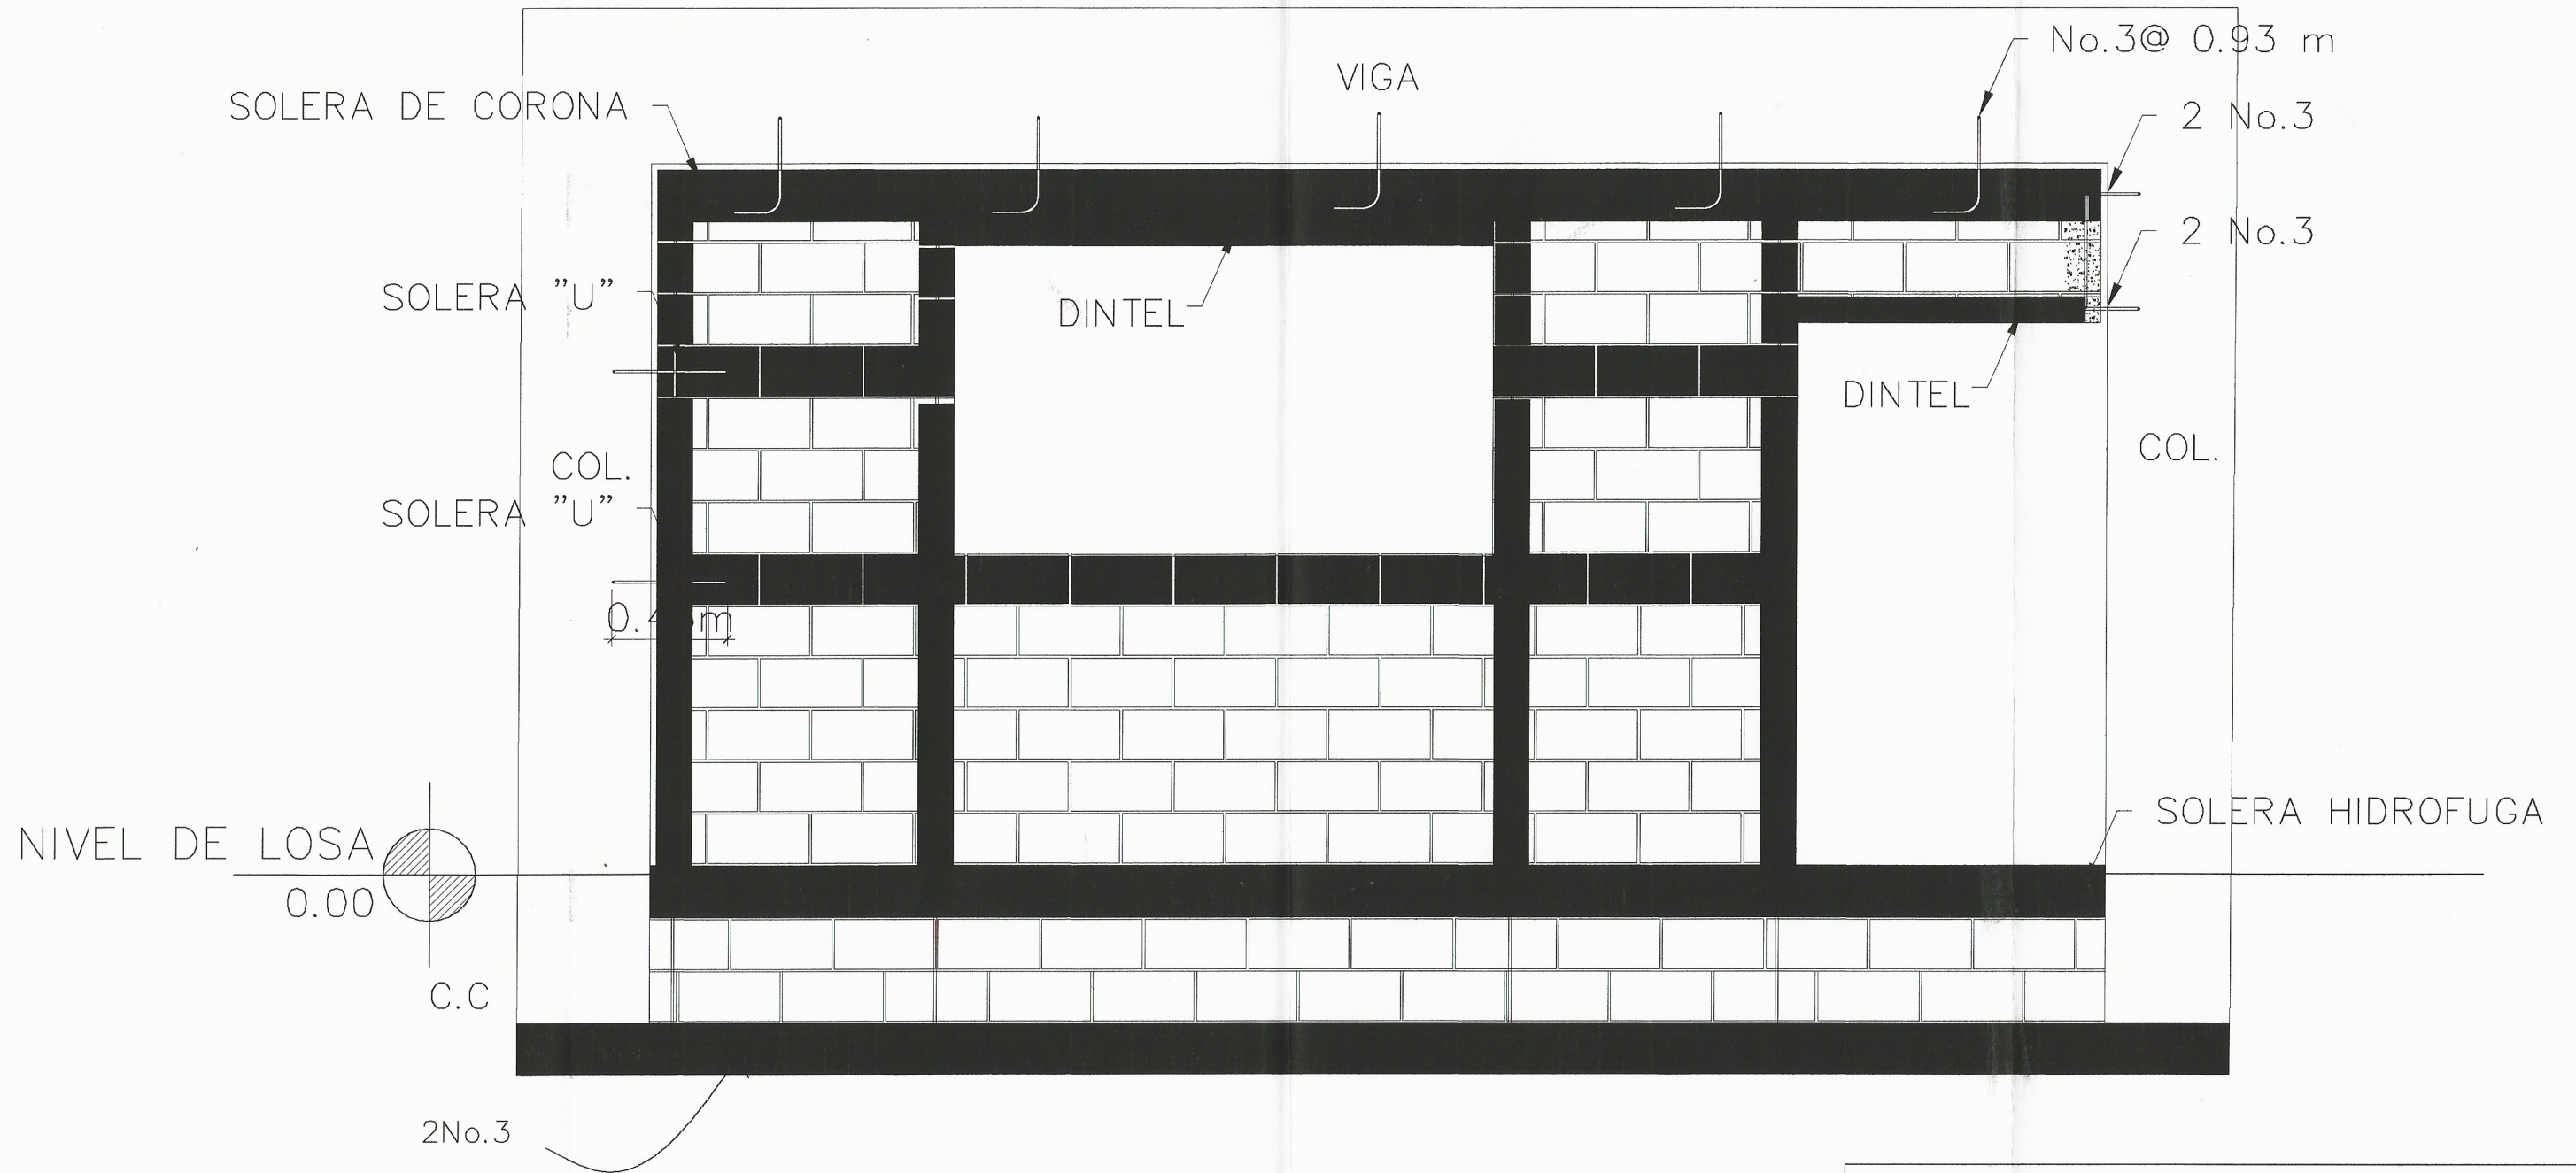 No.3@ 0.93 m
VIGA
SOLERA DE CORONA
2 No.3
2 No.3
SOLERA "U"
DINTEL
DINTEL
COL.
COL.
SOLERA "U"
SOLERA HIDROFUGA
NIVEL DE LOSA
0.00
C.C
2No.3